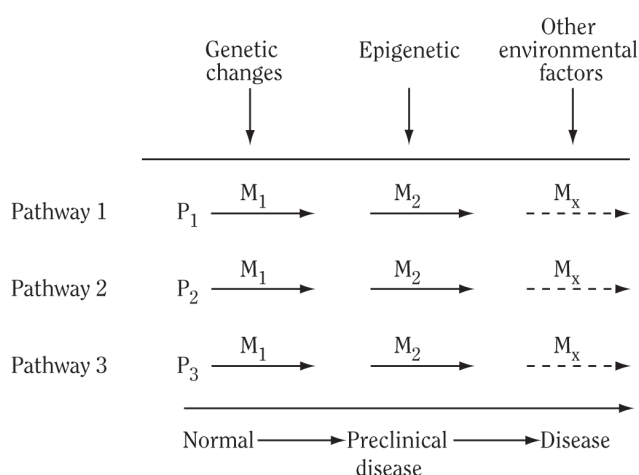 Genetic
changes
Epigenetic
Other
environmental
factors
Pathway 1 P₁ M₁ M₂ Mₓ
Pathway 2 P₂ M₁ M₂ Mₓ
Pathway 3 P₃ M₁ M₂ Mₓ
Normal Preclinical Disease
disease